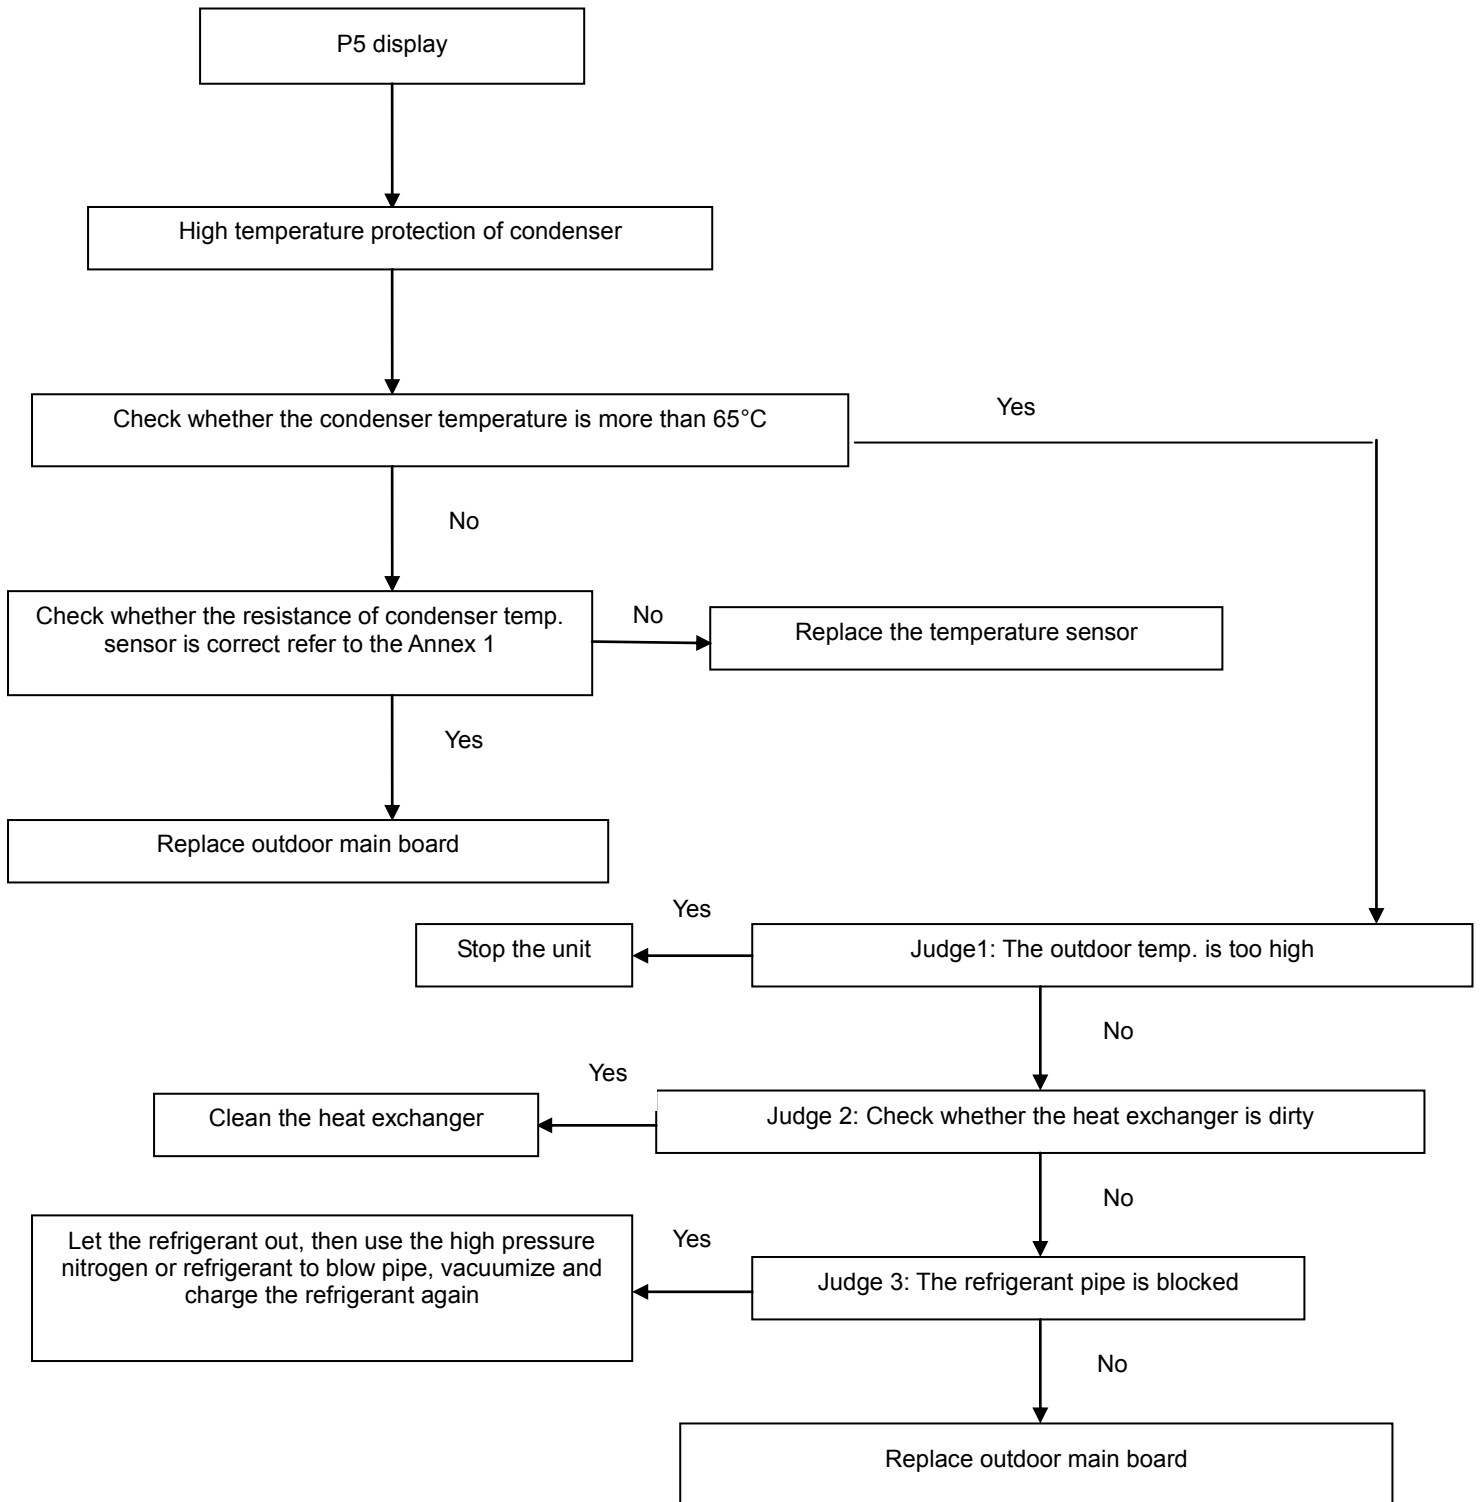 P5 display
High temperature protection of condenser
Check whether the condenser temperature is more than 65°C
Yes
No
Check whether the resistance of condenser temp.
sensor is correct refer to the Annex 1
No
Replace the temperature sensor
Yes
Replace outdoor main board
Yes
Stop the unit
Judge1: The outdoor temp. is too high
No
Yes
Clean the heat exchanger
Judge 2: Check whether the heat exchanger is dirty
No
Let the refrigerant out, then use the high pressure
nitrogen or refrigerant to blow pipe, vacuumize and
charge the refrigerant again
Yes
Judge 3: The refrigerant pipe is blocked
No
Replace outdoor main board